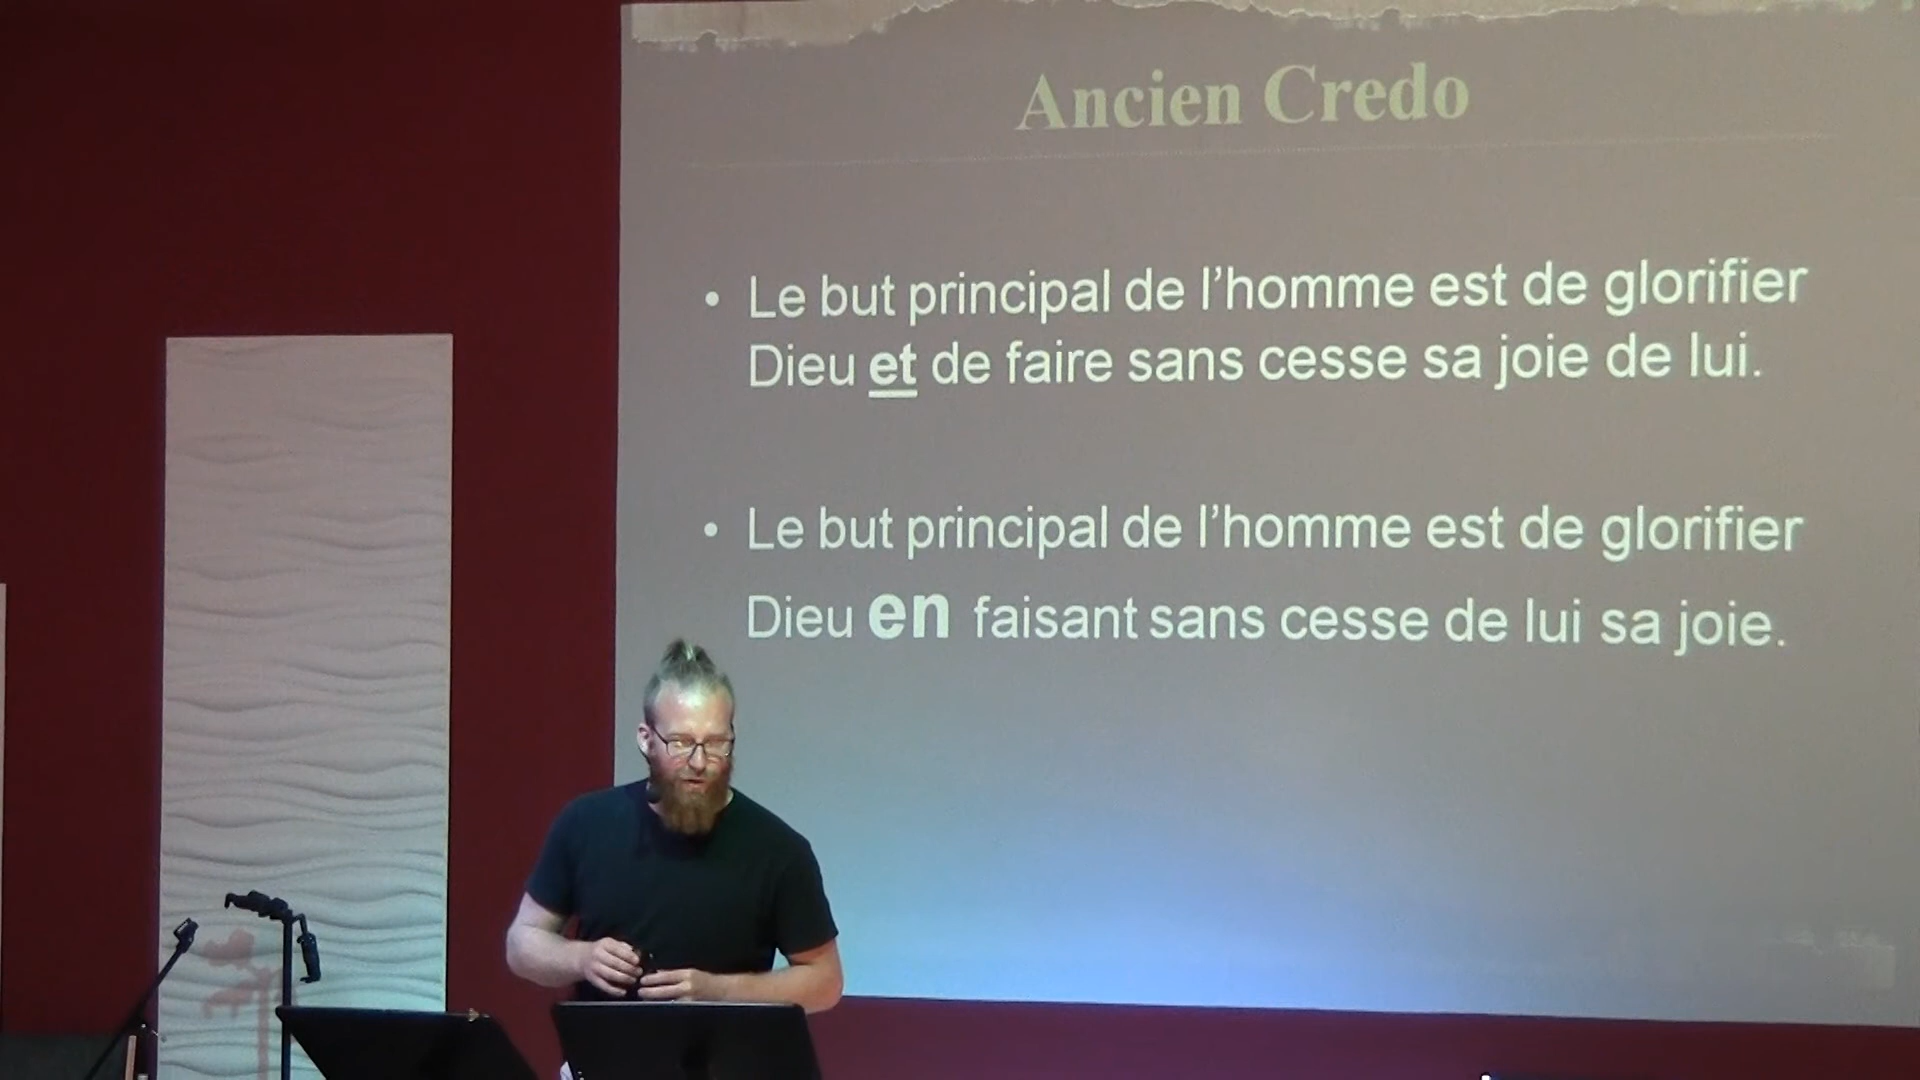 Ancien Credo
• Le but principal de l’homme est de glorifier
Dieu et de faire sans cesse sa joie de lui.
• Le but principal de l’homme est de glorifier
Dieu en faisant sans cesse de lui sa joie.